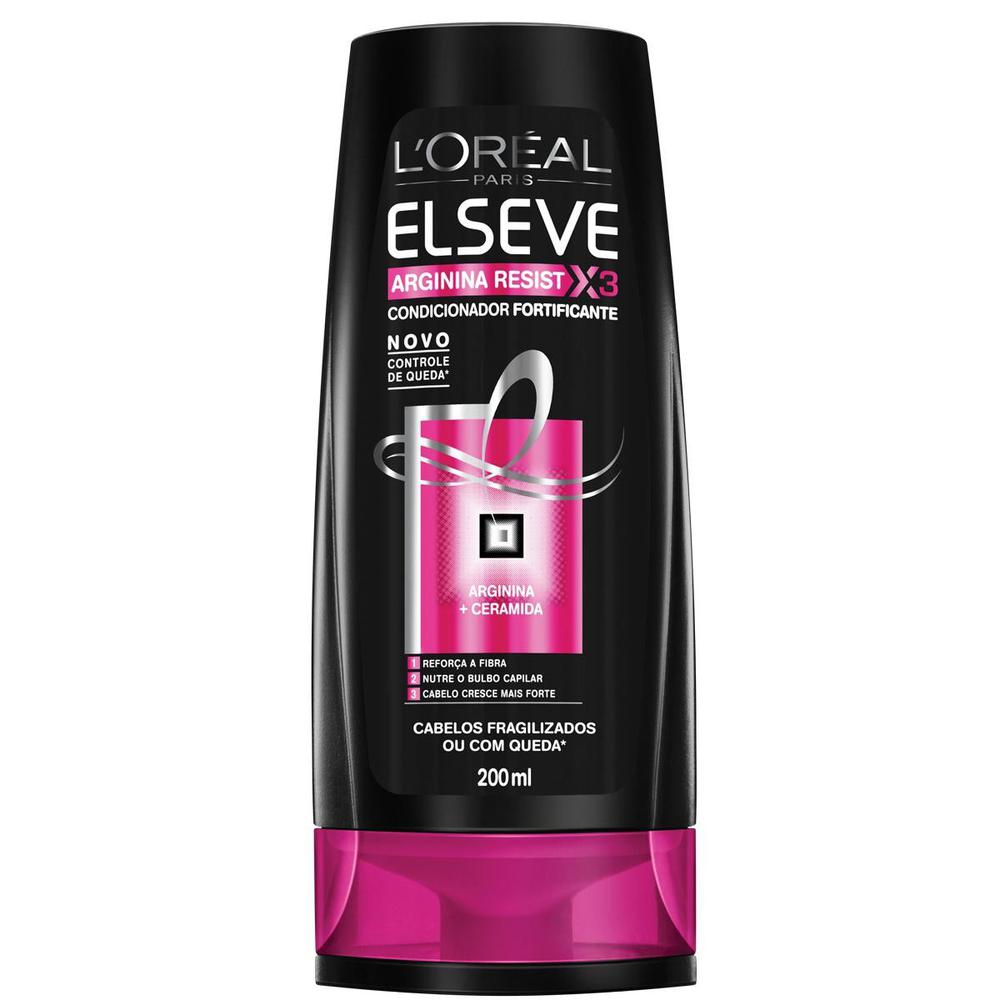 L'ORÉAL
PARIS
ELSEVE
ARGININA RESIST X3
CONDICIONADOR FORTIFICANTE
NOVO
CONTROLE
DE QUEDA*
ARGININA
+ CERAMIDA
1 REFORÇA A FIBRA
2 NUTRE O BULBO CAPILAR
3 CABELO CRESCE MAIS FORTE
CABELOS FRAGILIZADOS
OU COM QUEDA*
200ml